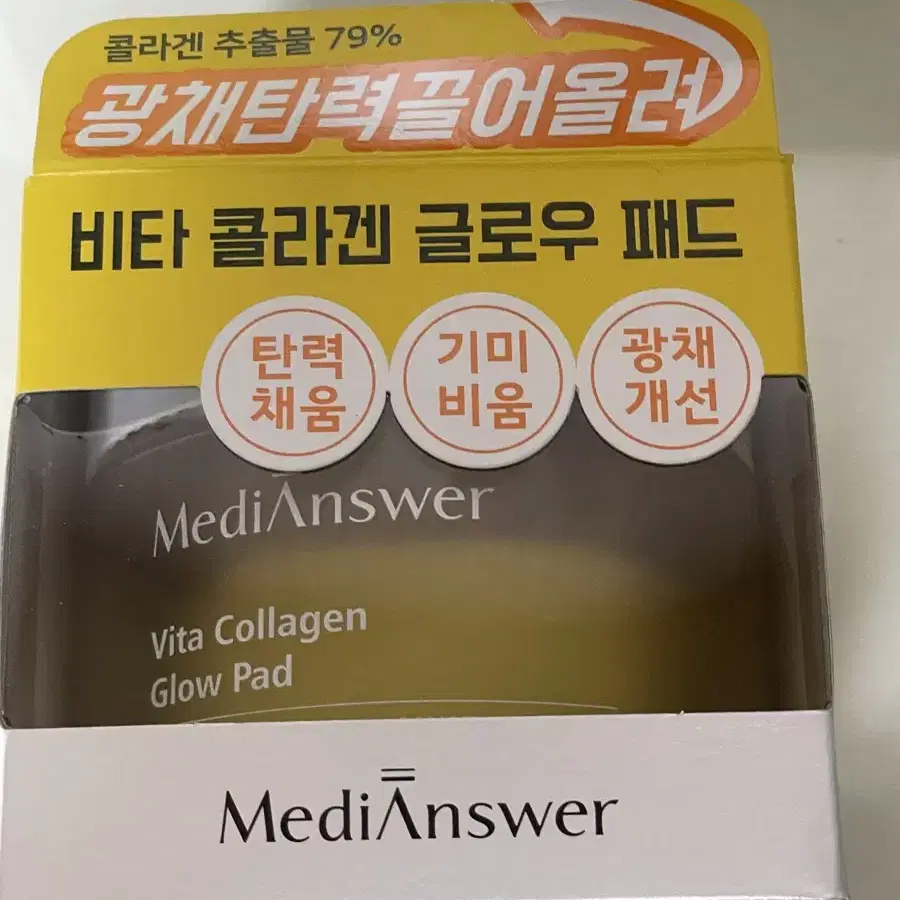 콜라겐 추출물 79%
광채탄력끌어올려
비타 콜라겐 글로우 패드
탄력
채움
기미
비움
광채
개선
MediAnswer
Vita Collagen
Glow Pad
MediAnswer